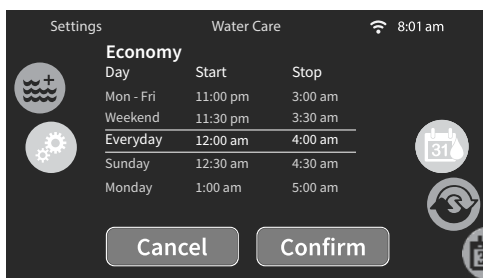 Settings Water Care 8:01 am
Economy
Day Start Stop
Mon - Fri 11:00 pm 3:00 am
Weekend 11:30 pm 3:30 am
Everyday 12:00 am 4:00 am
Sunday 12:30 am 4:30 am
Monday 1:00 am 5:00 am
31
S
Cancel Confirm